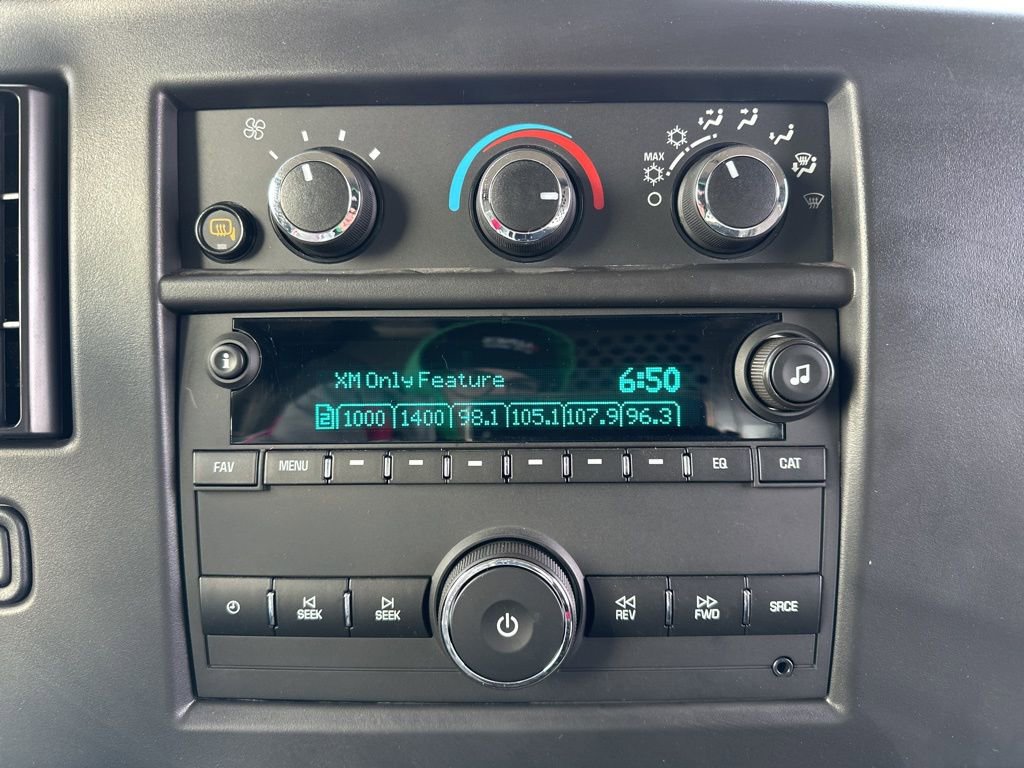 MAX
XM Only Feature 6:50
2 1000 1400 98.1 105.1 107.9 96.3
FAV MENU EQ CAT
SEEK SEEK REV FWD SRCE